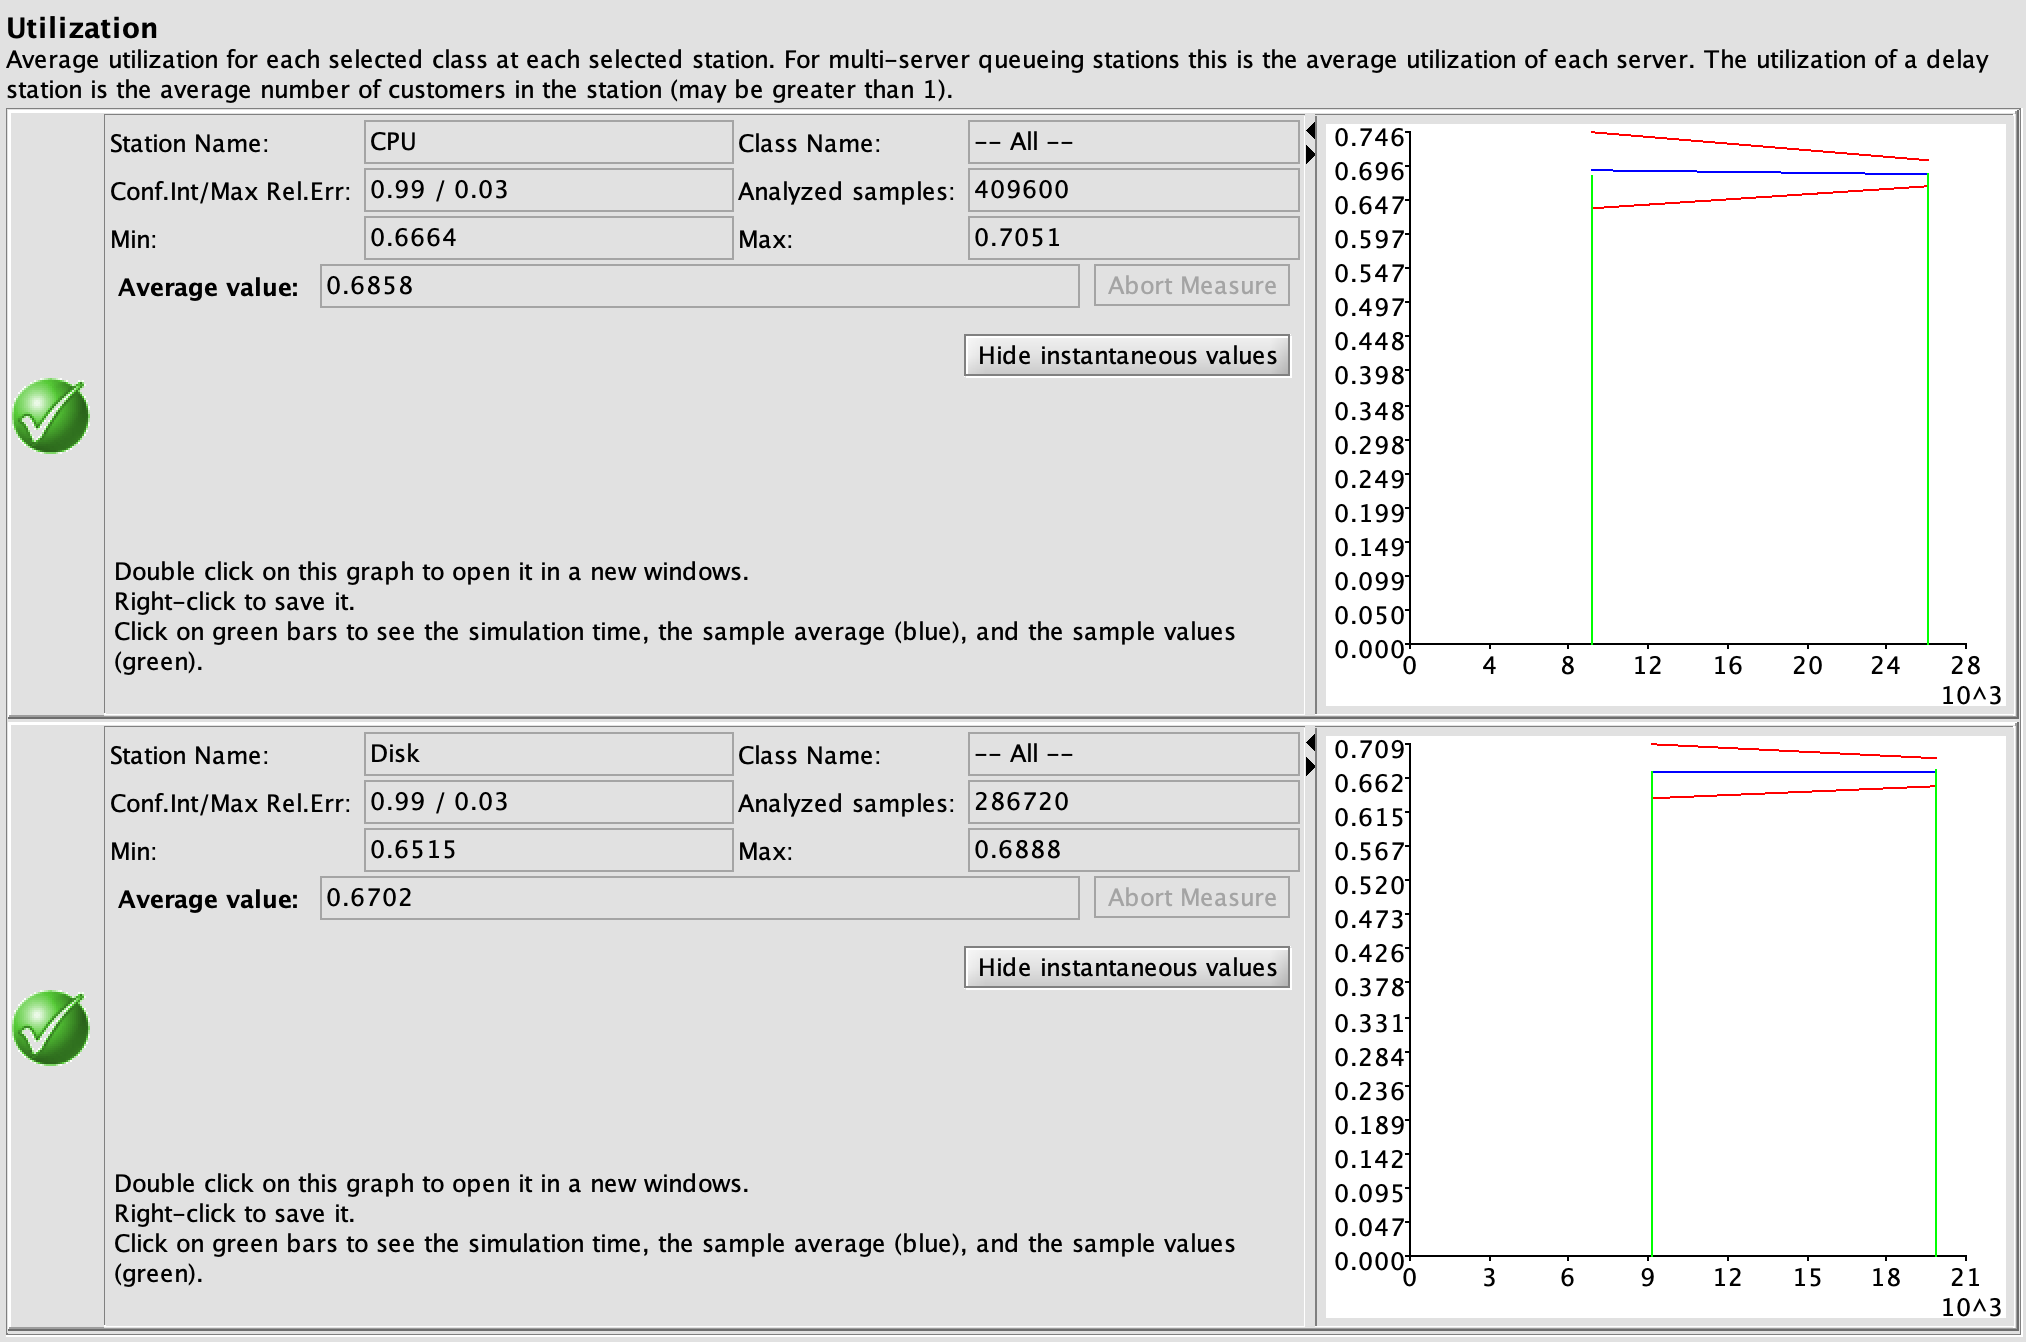 Utilization
Average utilization for each selected class at each selected station. For multi-server queueing stations this is the average utilization of each server. The utilization of a delay
station is the average number of customers in the station (may be greater than 1).
Station Name: CPU Class Name: -- All --
Conf.Int/Max Rel.Err: 0.99 / 0.03 Analyzed samples: 409600
Min: 0.6664 Max: 0.7051
Average value: 0.6858 Abort Measure
Hide instantaneous values
Double click on this graph to open it in a new windows.
Right-click to save it.
Click on green bars to see the simulation time, the sample average (blue), and the sample values
(green).
0.746
0.696
0.647
0.597
0.547
0.497
0.448
0.398
0.348
0.298
0.249
0.199
0.149
0.099
0.050
0.000
0 4 8 12 16 20 24 28
10^3
Station Name: Disk Class Name: -- All --
Conf.Int/Max Rel.Err: 0.99 / 0.03 Analyzed samples: 286720
Min: 0.6515 Max: 0.6888
Average value: 0.6702 Abort Measure
Hide instantaneous values
Double click on this graph to open it in a new windows.
Right-click to save it.
Click on green bars to see the simulation time, the sample average (blue), and the sample values
(green).
0.709
0.662
0.615
0.567
0.520
0.473
0.426
0.378
0.331
0.284
0.236
0.189
0.142
0.095
0.047
0.000
0 3 6 9 12 15 18 21
10^3